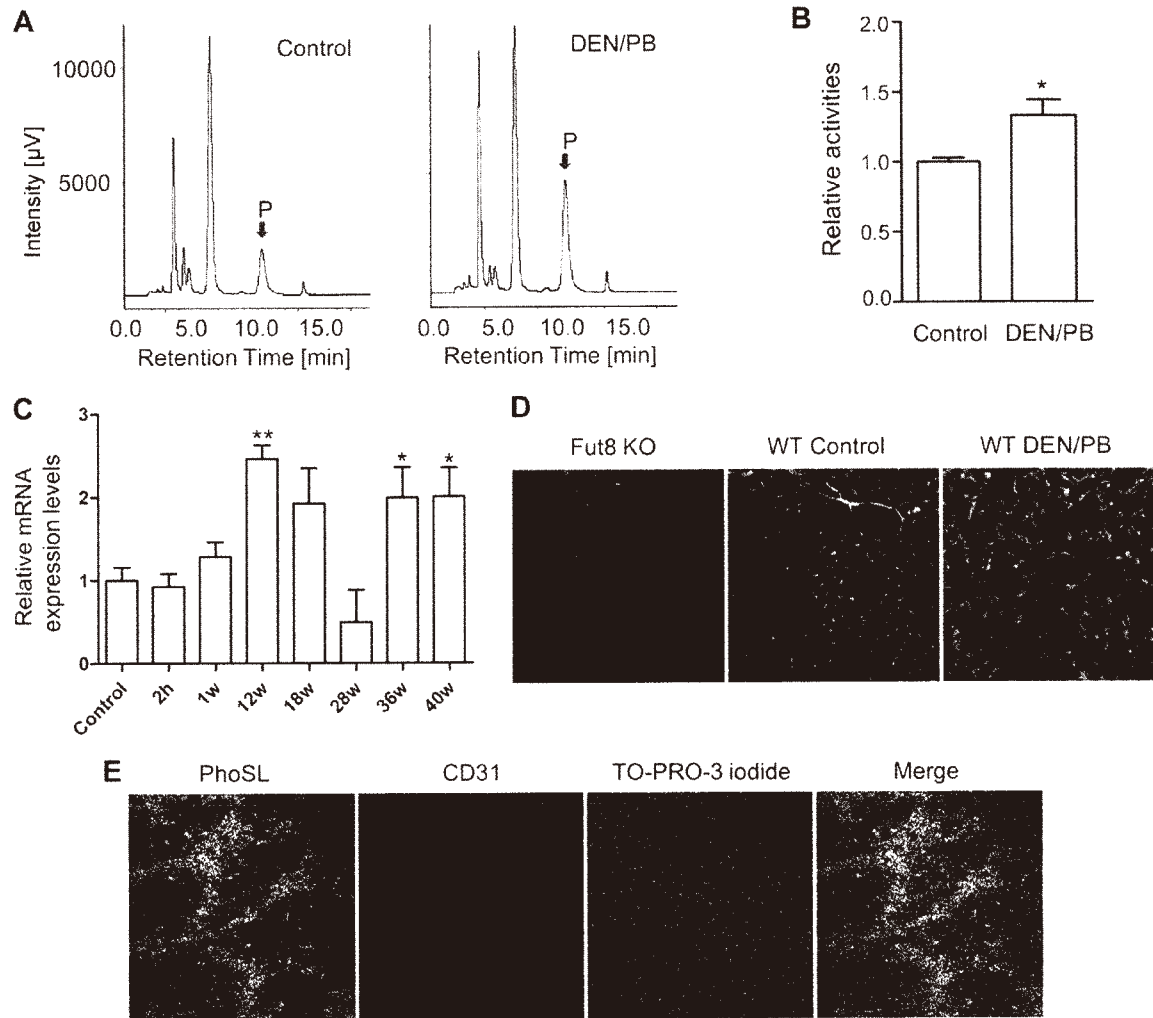 A
Control
DEN/PB
P
P
10000
5000
Intensity [µV]
0.0 5.0 10.0 15.0
0.0 5.0 10.0 15.0
Retention Time [min]
Retention Time [min]
B
2.0
1.5
1.0
0.5
0.0
Relative activities
*
Control DEN/PB
C
3
2
1
0
Relative mRNA
expression levels
**
*
*
Control 2h 1w 12w 18w 28w 36w 40w
D
Fut8 KO WT Control WT DEN/PB
E
PhoSL CD31 TO-PRO-3 iodide Merge